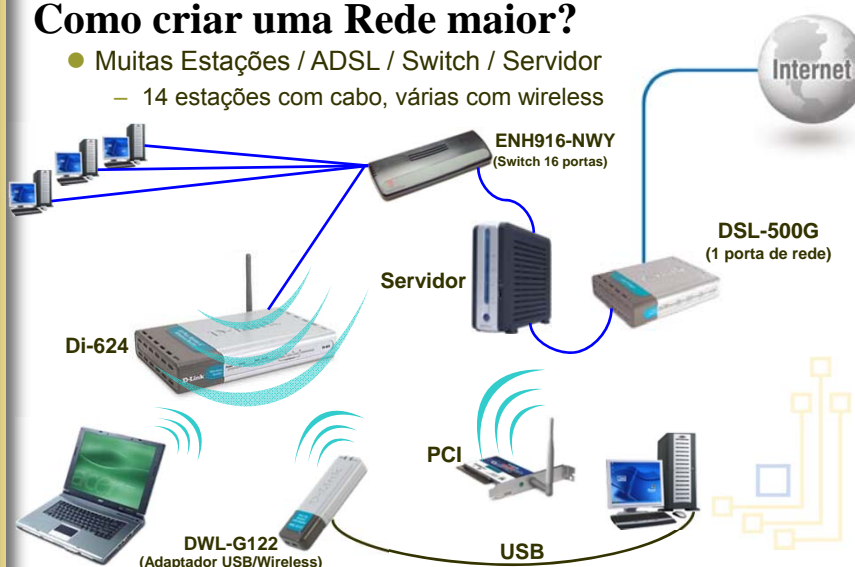 Como criar uma Rede maior?
Muitas Estações / ADSL / Switch / Servidor
– 14 estações com cabo, várias com wireless
Internet
ENH916-NWY
(Switch 16 portas)
DSL-500G
(1 porta de rede)
Servidor
Di-624
D-Link
PCI
DWL-G122
(Adaptador USB/Wireless)
USB